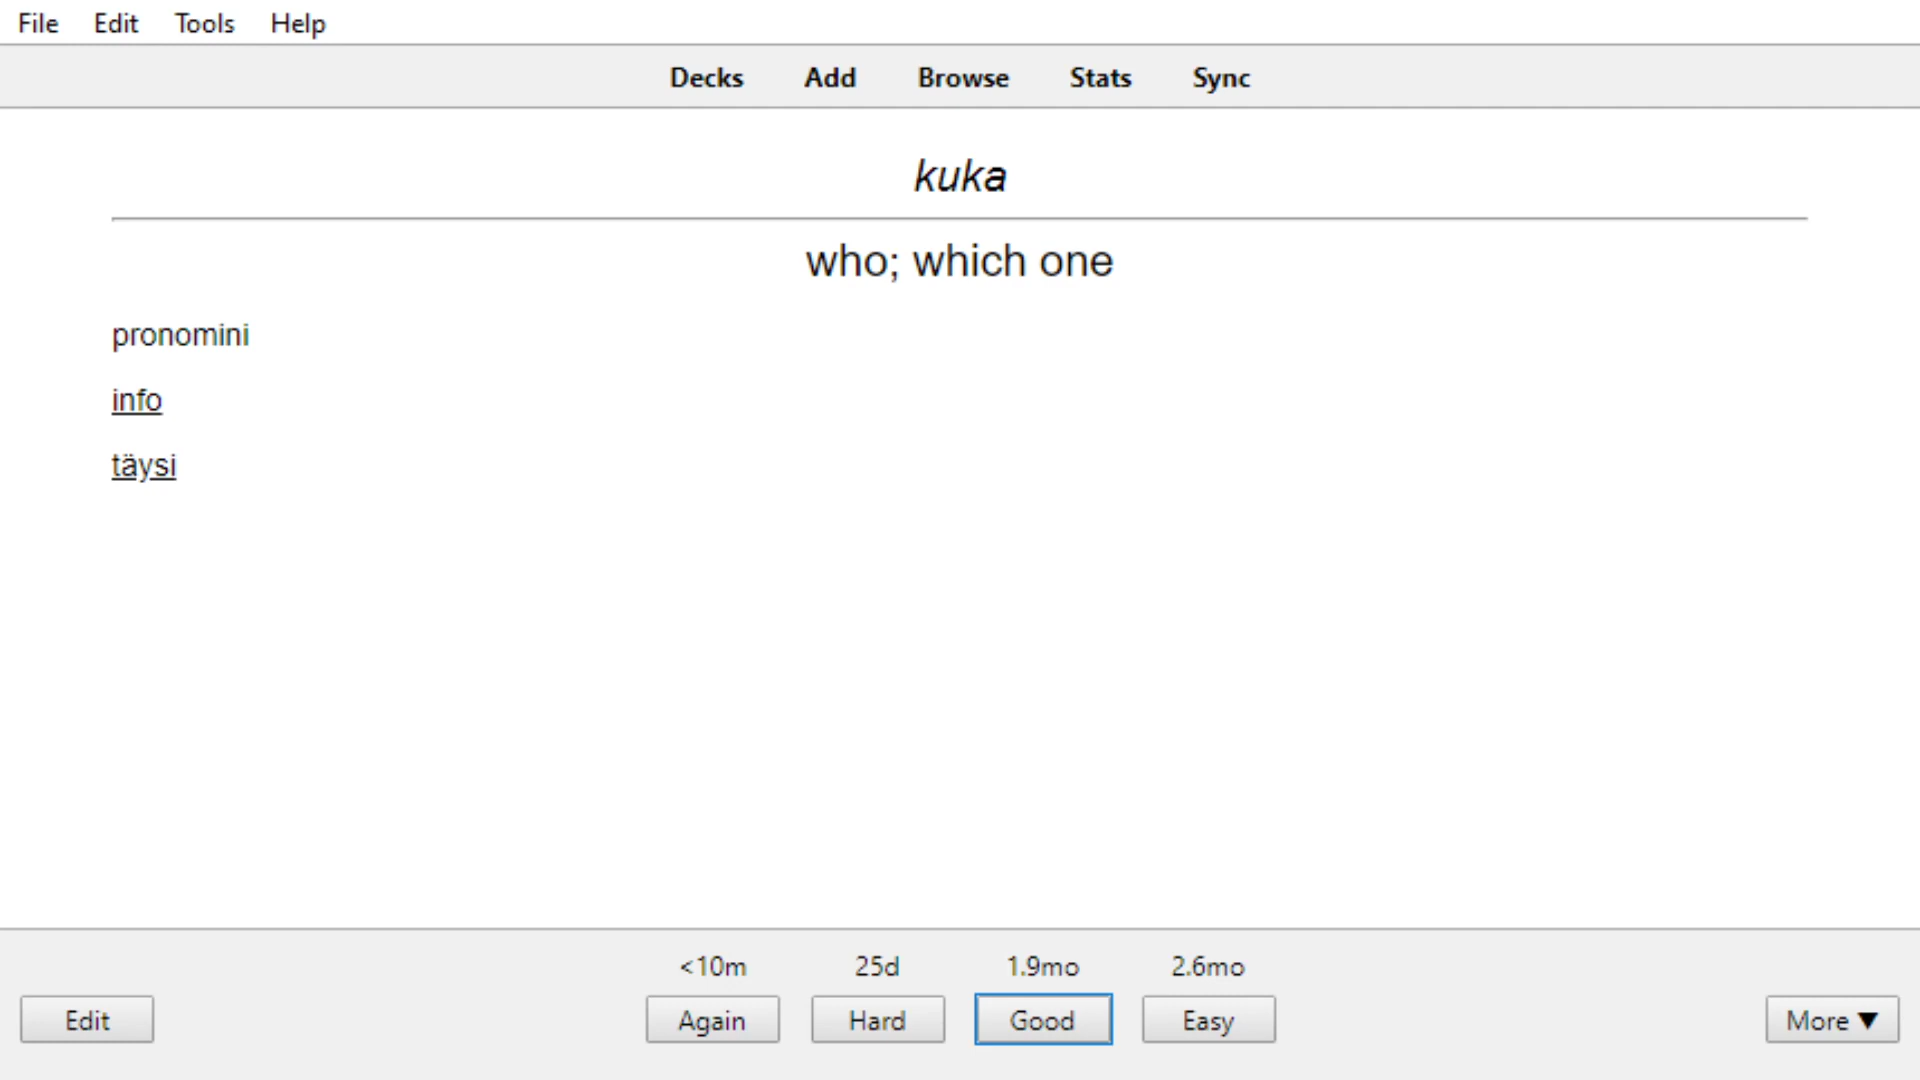 File Edit Tools Help
Decks Add Browse Stats Sync
kuka
who; which one
pronomini
info
täysi
<10m 25d 1.9mo 2.6mo
Edit Again Hard Good Easy More ▼